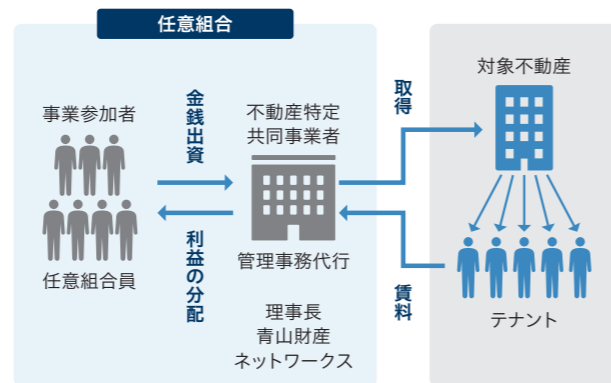 任意組合
事業参加者
任意組合員
金銭出資
利益の分配
不動産特定
共同事業者
管理事務代行
理事長
青山財産
ネットワークス
取得
賃料
対象不動産
テナント